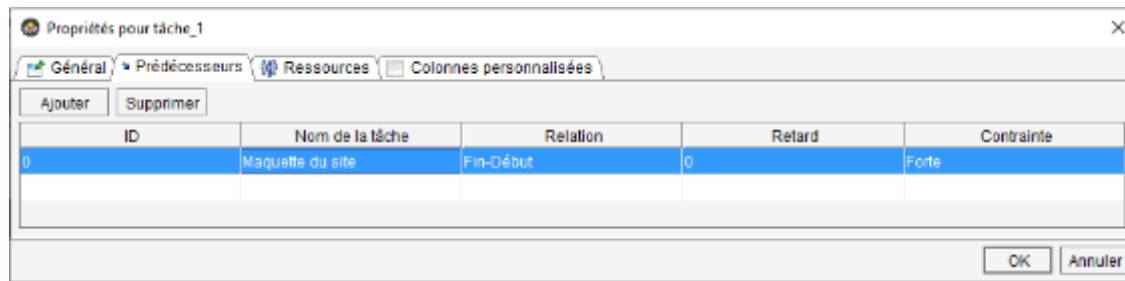 Propriétés pour tâche_1
Général Prédécesseurs Ressources Colonnes personnalisées
Ajouter Supprimer
ID Nom de la tâche Relation Retard Contrainte
0 Maquette du site Fin-Début 0 Forte
OK Annuler